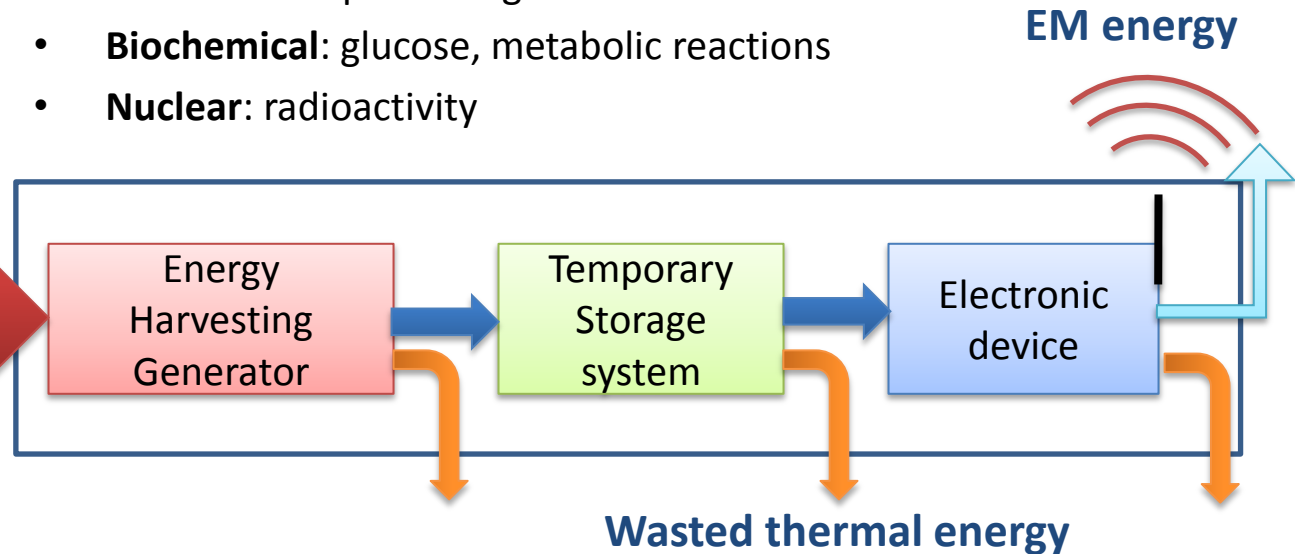 EM energy
• Biochemical: glucose, metabolic reactions
• Nuclear: radioactivity
Energy
Harvesting
Generator
Temporary
Storage
system
Electronic
device
Wasted thermal energy